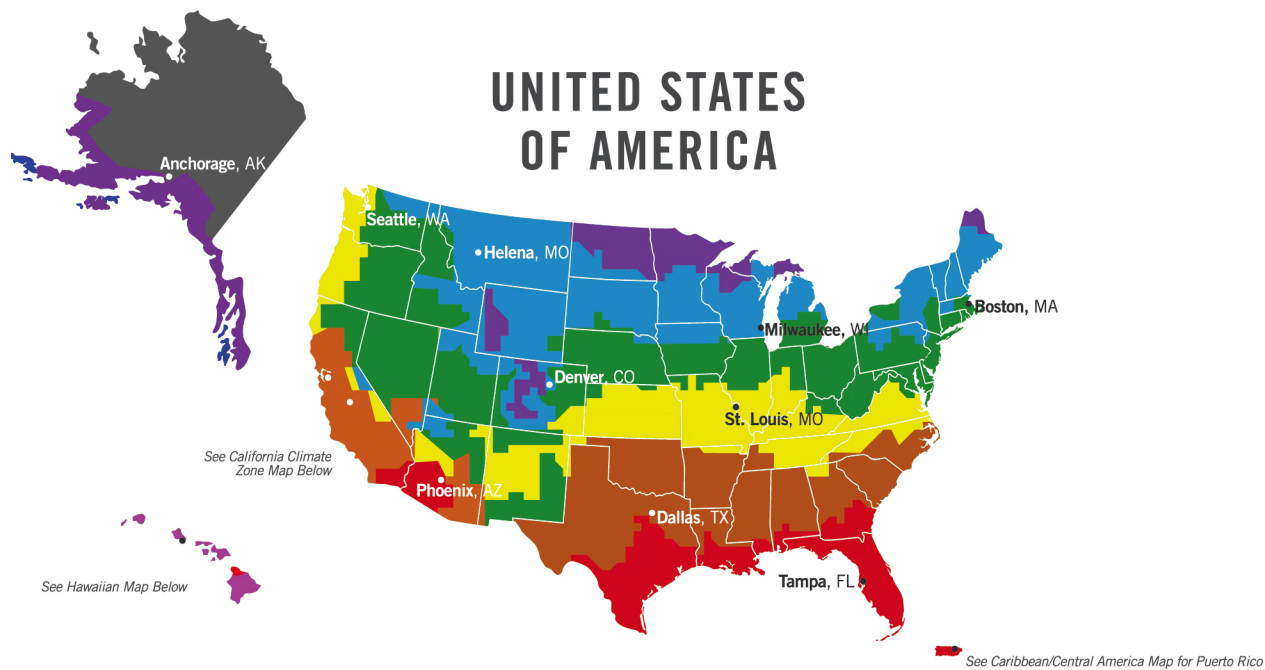 UNITED STATES
OF AMERICA
Anchorage, AK
Seattle, WA
Helena, MO
Boston, MA
Milwaukee, WI
Denver, CO
St. Louis, MO
See California Climate
Zone Map Below
Phoenix, AZ
Dallas, TX
See Hawaiian Map Below
Tampa, FL
See Caribbean/Central America Map for Puerto Rico